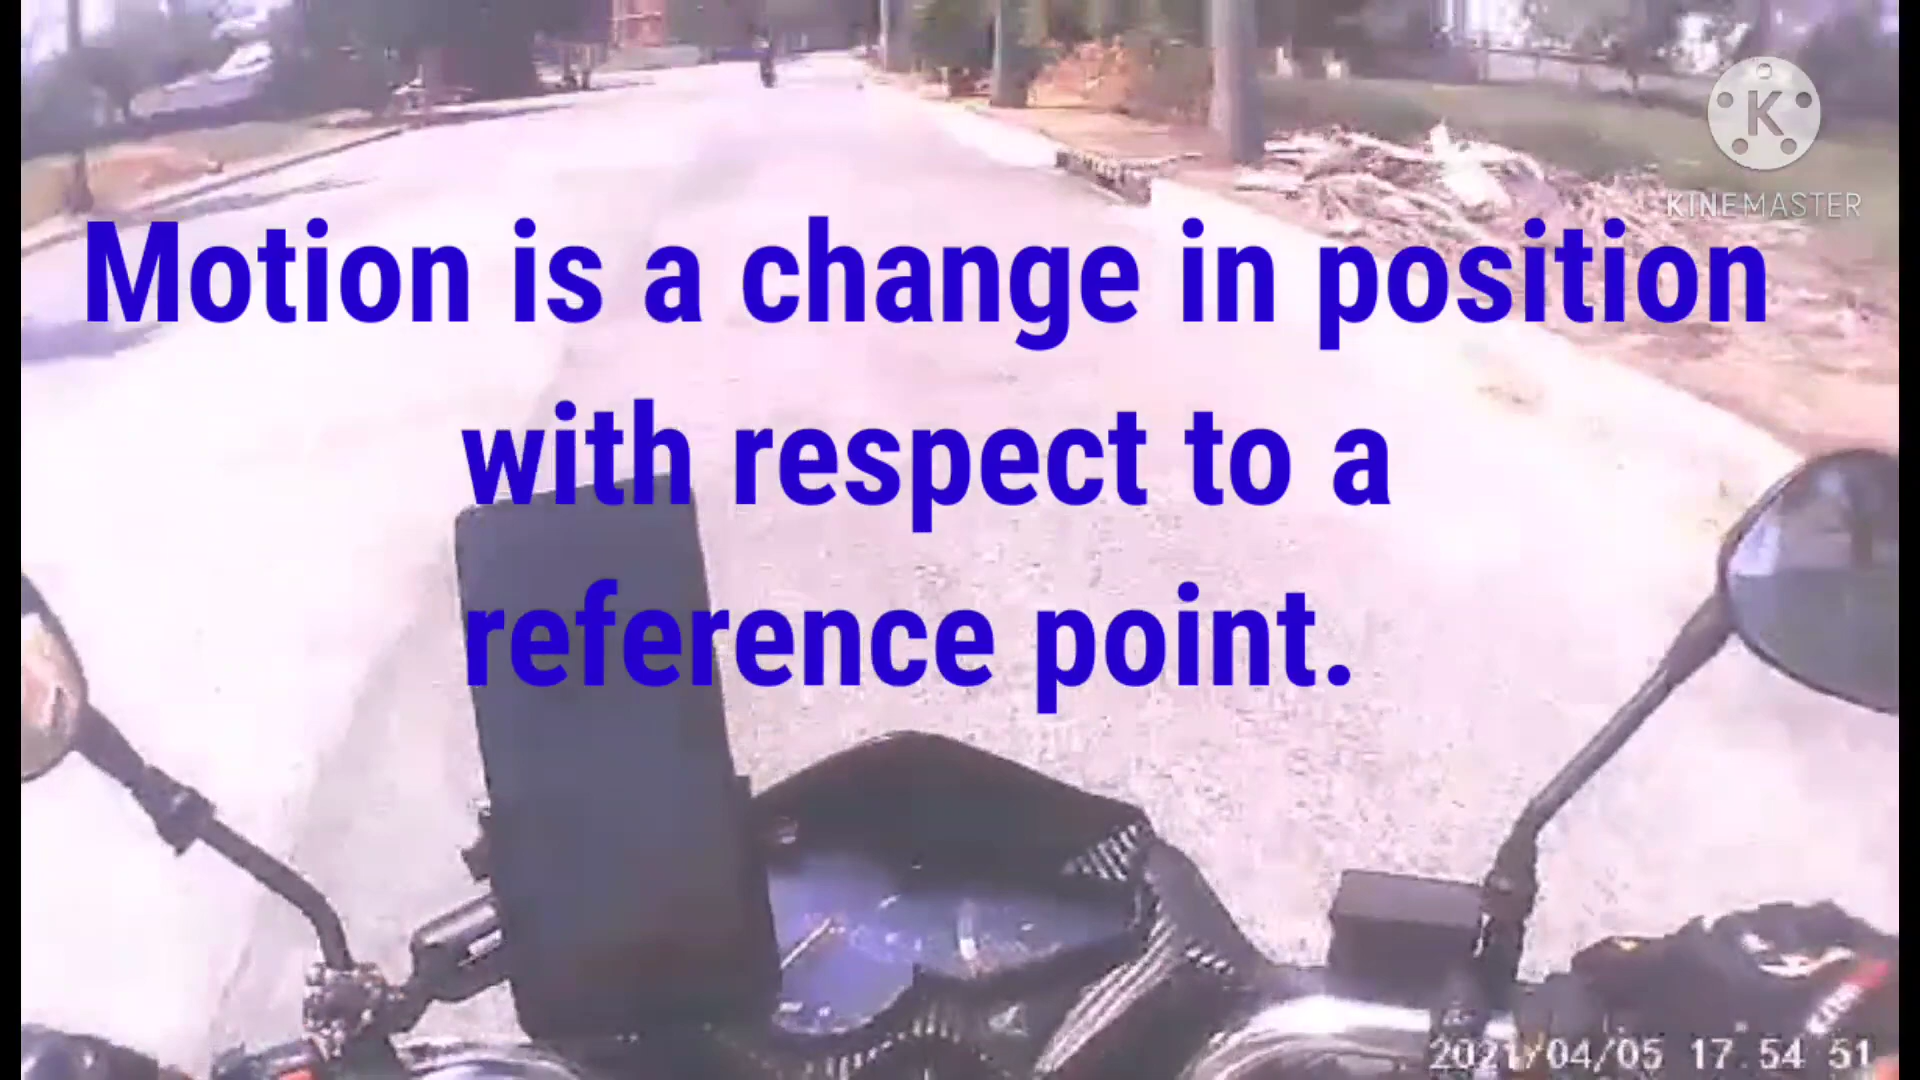 K
KINEMASTER
Motion is a change in position
with respect to a
reference point.
2021/04/05 17 54 51